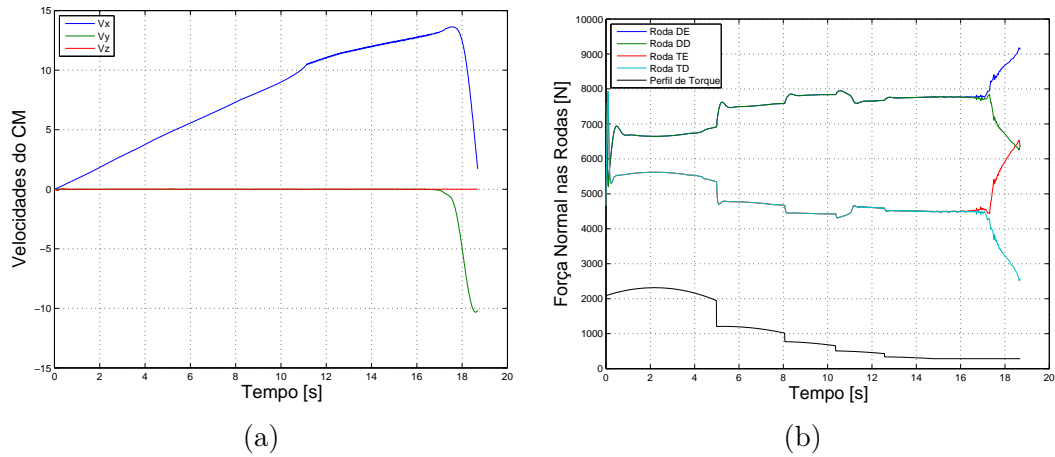 15
10
5
0
−5
−10
−15
0 2 4 6 8 10 12 14 16 18 20
Velocidades do CM
Tempo [s]
Vx
Vy
Vz
(a)
10000
9000
8000
7000
6000
5000
4000
3000
2000
1000
0
0 2 4 6 8 10 12 14 16 18 20
Força Normal nas Rodas [N]
Tempo [s]
Roda DE
Roda DD
Roda TE
Roda TD
Perfil de Torque
(b)